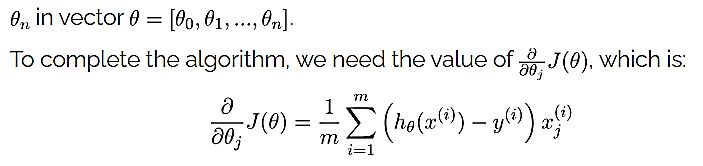 θₙ in vector θ = [θ₀, θ₁, ..., θₙ].
To complete the algorithm, we need the value of ∂/∂θⱼ J(θ), which is:
∂/∂θⱼ J(θ) = 1/m ∑ᵢ₌₁ᵐ (h_θ(x⁽ⁱ⁾) − y⁽ⁱ⁾) xⱼ⁽ⁱ⁾